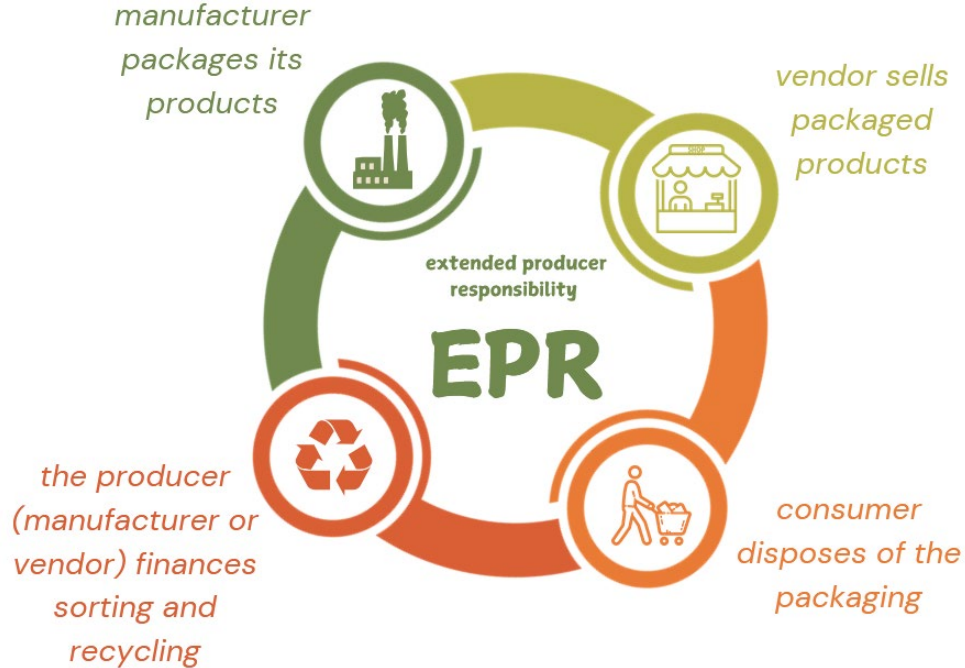 manufacturer
packages its
products
vendor sells
packaged
products
SHOP
extended producer
responsibility
EPR
the producer
(manufacturer or
vendor) finances
sorting and
recycling
consumer
disposes of the
packaging